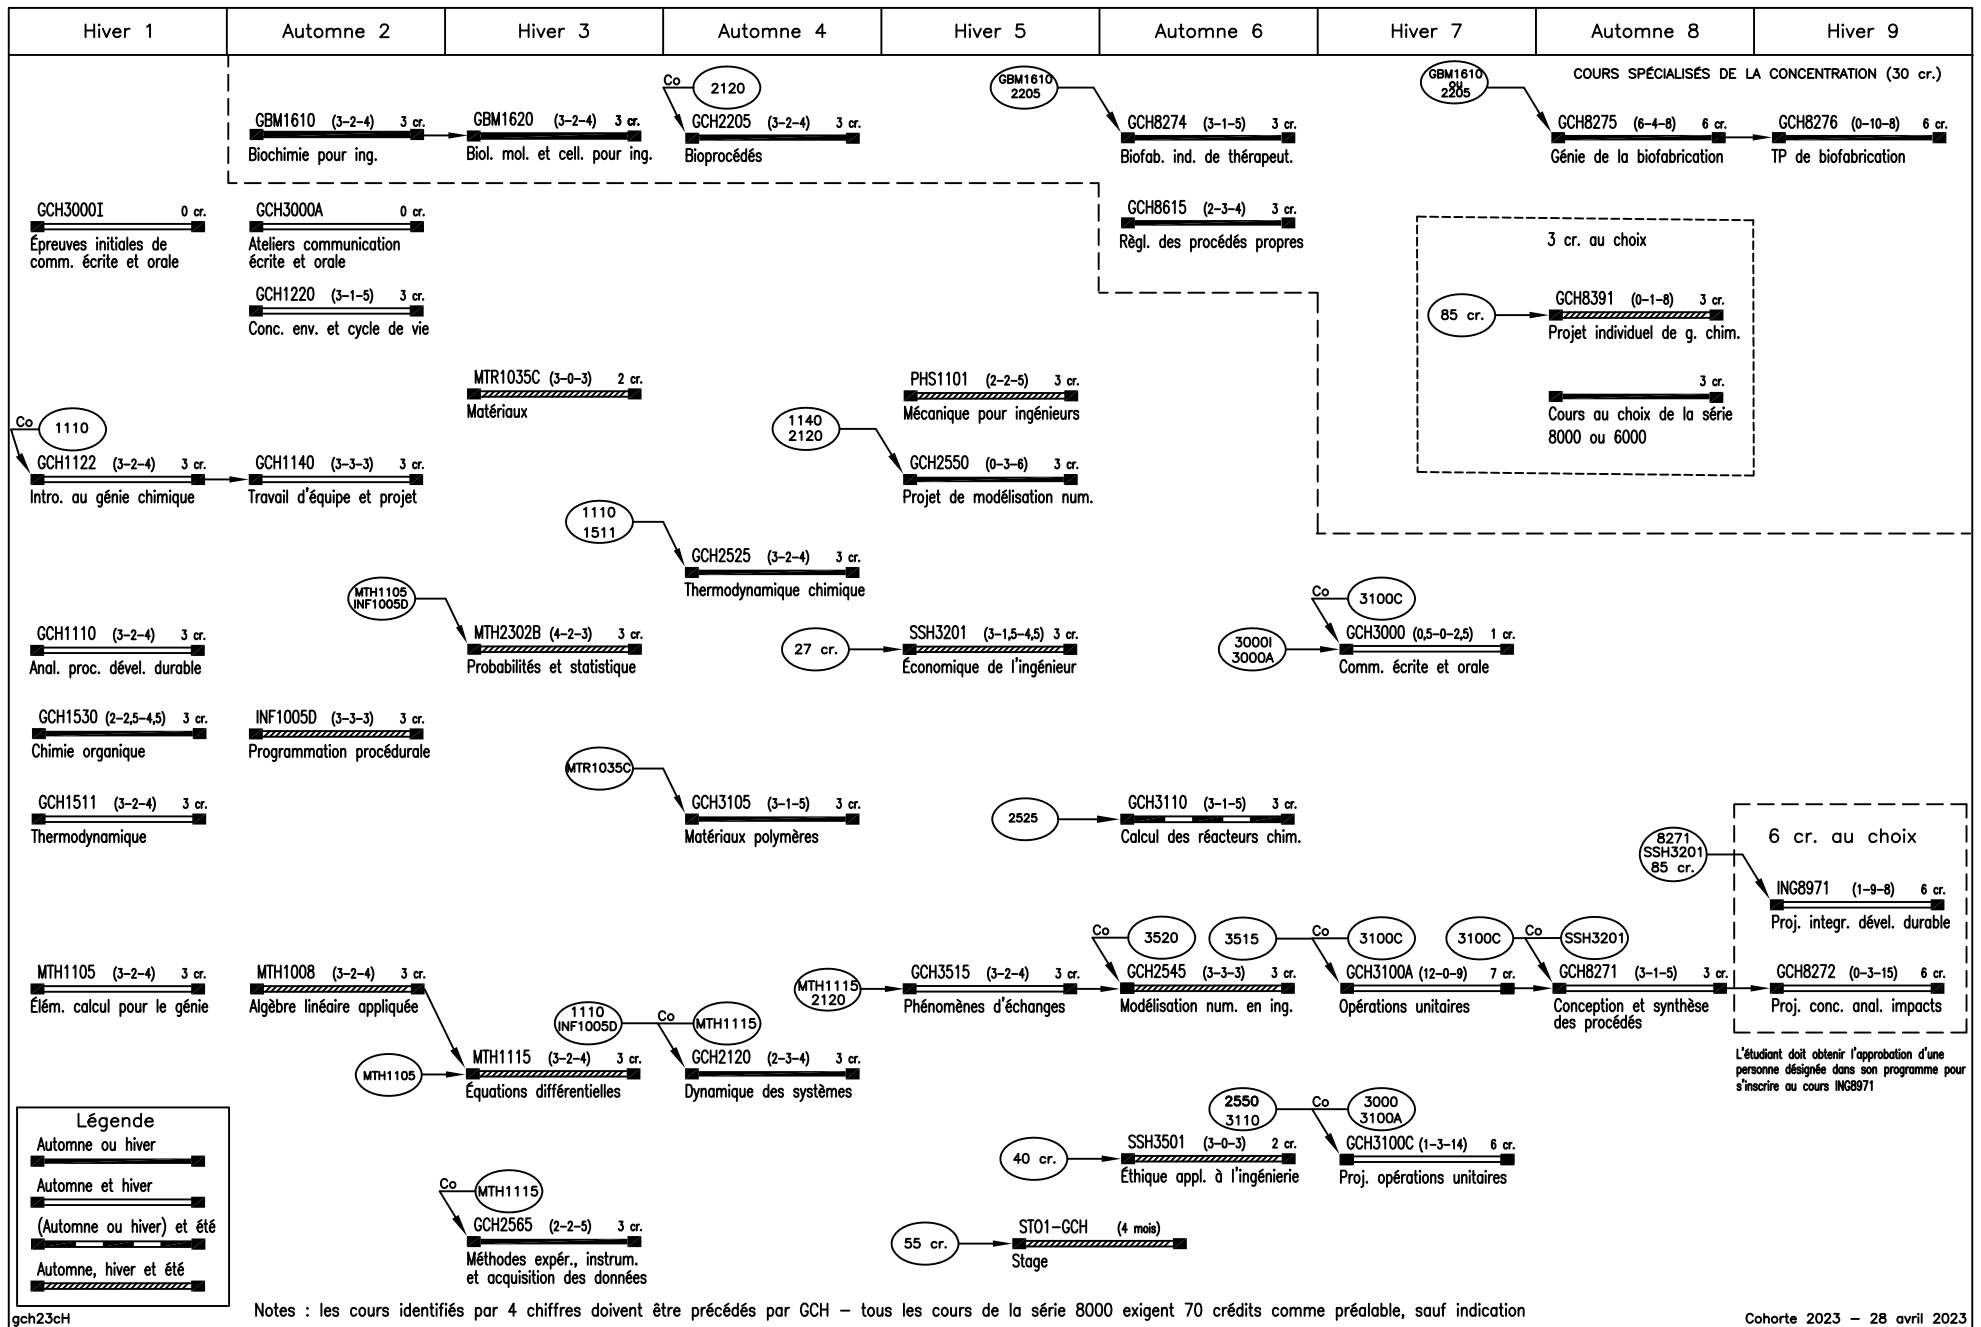 Hiver 1
Automne 2
Hiver 3
Automne 4
Hiver 5
Automne 6
Hiver 7
Automne 8
Hiver 9
COURS SPÉCIALISÉS DE LA CONCENTRATION (30 cr.)
GBM1610 (3-2-4) 3 cr.
Biochimie pour ing.
GBM1620 (3-2-4) 3 cr.
Biol. mol. et cell. pour ing.
Co
2120
GCH2205 (3-2-4) 3 cr.
Bioprocédés
GBM1610
2205
GCH8274 (3-1-5) 3 cr.
Biofab. ind. de thérapeut.
GBM1610
ou
2205
GCH8275 (6-4-8) 6 cr.
Génie de la biofabrication
GCH8276 (0-10-8) 6 cr.
TP de biofabrication
GCH3000I 0 cr.
Épreuves initiales de
comm. écrite et orale
GCH3000A 0 cr.
Ateliers communication
écrite et orale
GCH8615 (2-3-4) 3 cr.
Règl. des procédés propres
3 cr. au choix
GCH1220 (3-1-5) 3 cr.
Conc. env. et cycle de vie
85 cr.
GCH8391 (0-1-8) 3 cr.
Projet individuel de g. chim.
MTR1035C (3-0-3) 2 cr.
Matériaux
PHS1101 (2-2-5) 3 cr.
Mécanique pour ingénieurs
3 cr.
Cours au choix de la série
8000 ou 6000
Co
1110
GCH1122 (3-2-4) 3 cr.
Intro. au génie chimique
GCH1140 (3-3-3) 3 cr.
Travail d'équipe et projet
1140
2120
GCH2550 (0-3-6) 3 cr.
Projet de modélisation num.
1110
1511
GCH2525 (3-2-4) 3 cr.
Thermodynamique chimique
MTH1105
INF1005D
MTH2302B (4-2-3) 3 cr.
Probabilités et statistique
GCH1110 (3-2-4) 3 cr.
Anal. proc. dével. durable
27 cr.
SSH3201 (3-1,5-4,5) 3 cr.
Économique de l'ingénieur
Co
3100C
3000I
3000A
GCH3000 (0,5-0-2,5) 1 cr.
Comm. écrite et orale
GCH1530 (2-2,5-4,5) 3 cr.
Chimie organique
INF1005D (3-3-3) 3 cr.
Programmation procédurale
MTR1035C
GCH1511 (3-2-4) 3 cr.
Thermodynamique
GCH3105 (3-1-5) 3 cr.
Matériaux polymères
2525
GCH3110 (3-1-5) 3 cr.
Calcul des réacteurs chim.
8271
SSH3201
85 cr.
6 cr. au choix
ING8971 (1-9-8) 6 cr.
Proj. integr. dével. durable
MTH1105 (3-2-4) 3 cr.
Élém. calcul pour le génie
MTH1008 (3-2-4) 3 cr.
Algèbre linéaire appliquée
MTH1115
2120
GCH3515 (3-2-4) 3 cr.
Phénomènes d'échanges
Co
3520
GCH2545 (3-3-3) 3 cr.
Modélisation num. en ing.
3515
Co
3100C
GCH3100A (12-0-9) 7 cr.
Opérations unitaires
3100C
Co
SSH3201
GCH8271 (3-1-5) 3 cr.
Conception et synthèse
des procédés
GCH8272 (0-3-15) 6 cr.
Proj. conc. anal. impacts
L'étudiant doit obtenir l'approbation d'une
personne désignée dans son programme pour
s'inscrire au cours ING8971
MTH1105
MTH1115 (3-2-4) 3 cr.
Équations différentielles
1110
INF1005D
Co
MTH1115
GCH2120 (2-3-4) 3 cr.
Dynamique des systèmes
40 cr.
SSH3501 (3-0-3) 2 cr.
Éthique appl. à l'ingénierie
2550
3110
Co
3000
3100A
GCH3100C (1-3-14) 6 cr.
Proj. opérations unitaires
Co
MTH1115
GCH2565 (2-2-5) 3 cr.
Méthodes expér., instrum.
et acquisition des données
55 cr.
ST01-GCH (4 mois)
Stage
Légende
Automne ou hiver
Automne et hiver
(Automne ou hiver) et été
Automne, hiver et été
Notes : les cours identifiés par 4 chiffres doivent être précédés par GCH – tous les cours de la série 8000 exigent 70 crédits comme préalable, sauf indication
gch23cH
Cohorte 2023 – 28 avril 2023